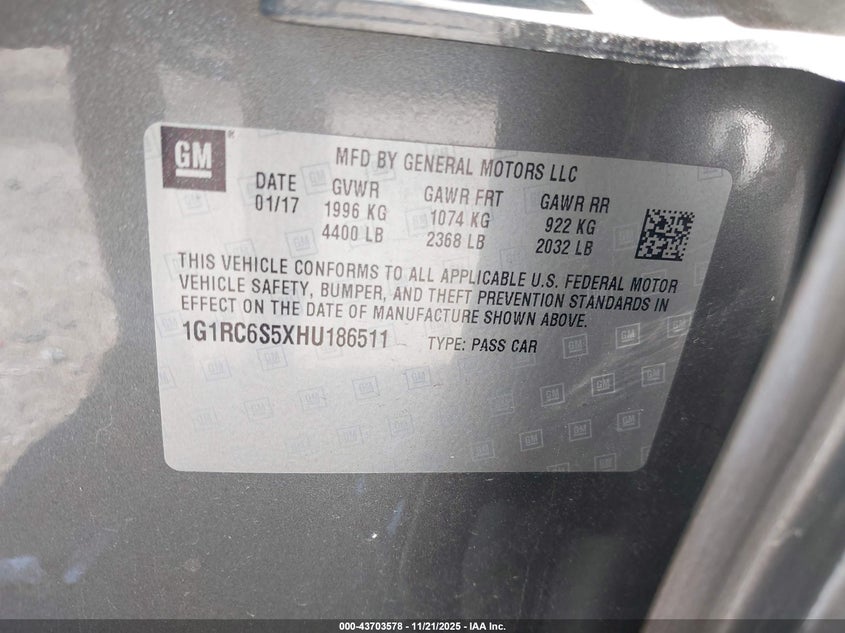 GM ®
MFD BY GENERAL MOTORS LLC
DATE GVWR GAWR FRT GAWR RR
01/17 1996 KG 1074 KG 922 KG
4400 LB 2368 LB 2032 LB
THIS VEHICLE CONFORMS TO ALL APPLICABLE U.S. FEDERAL MOTOR
VEHICLE SAFETY, BUMPER, AND THEFT PREVENTION STANDARDS IN
EFFECT ON THE DATE OF MANUFACTURE SHOWN ABOVE.
1G1RC6S5XHU186511 TYPE: PASS CAR
000-43703578 - 11/21/2025 - IAA Inc.